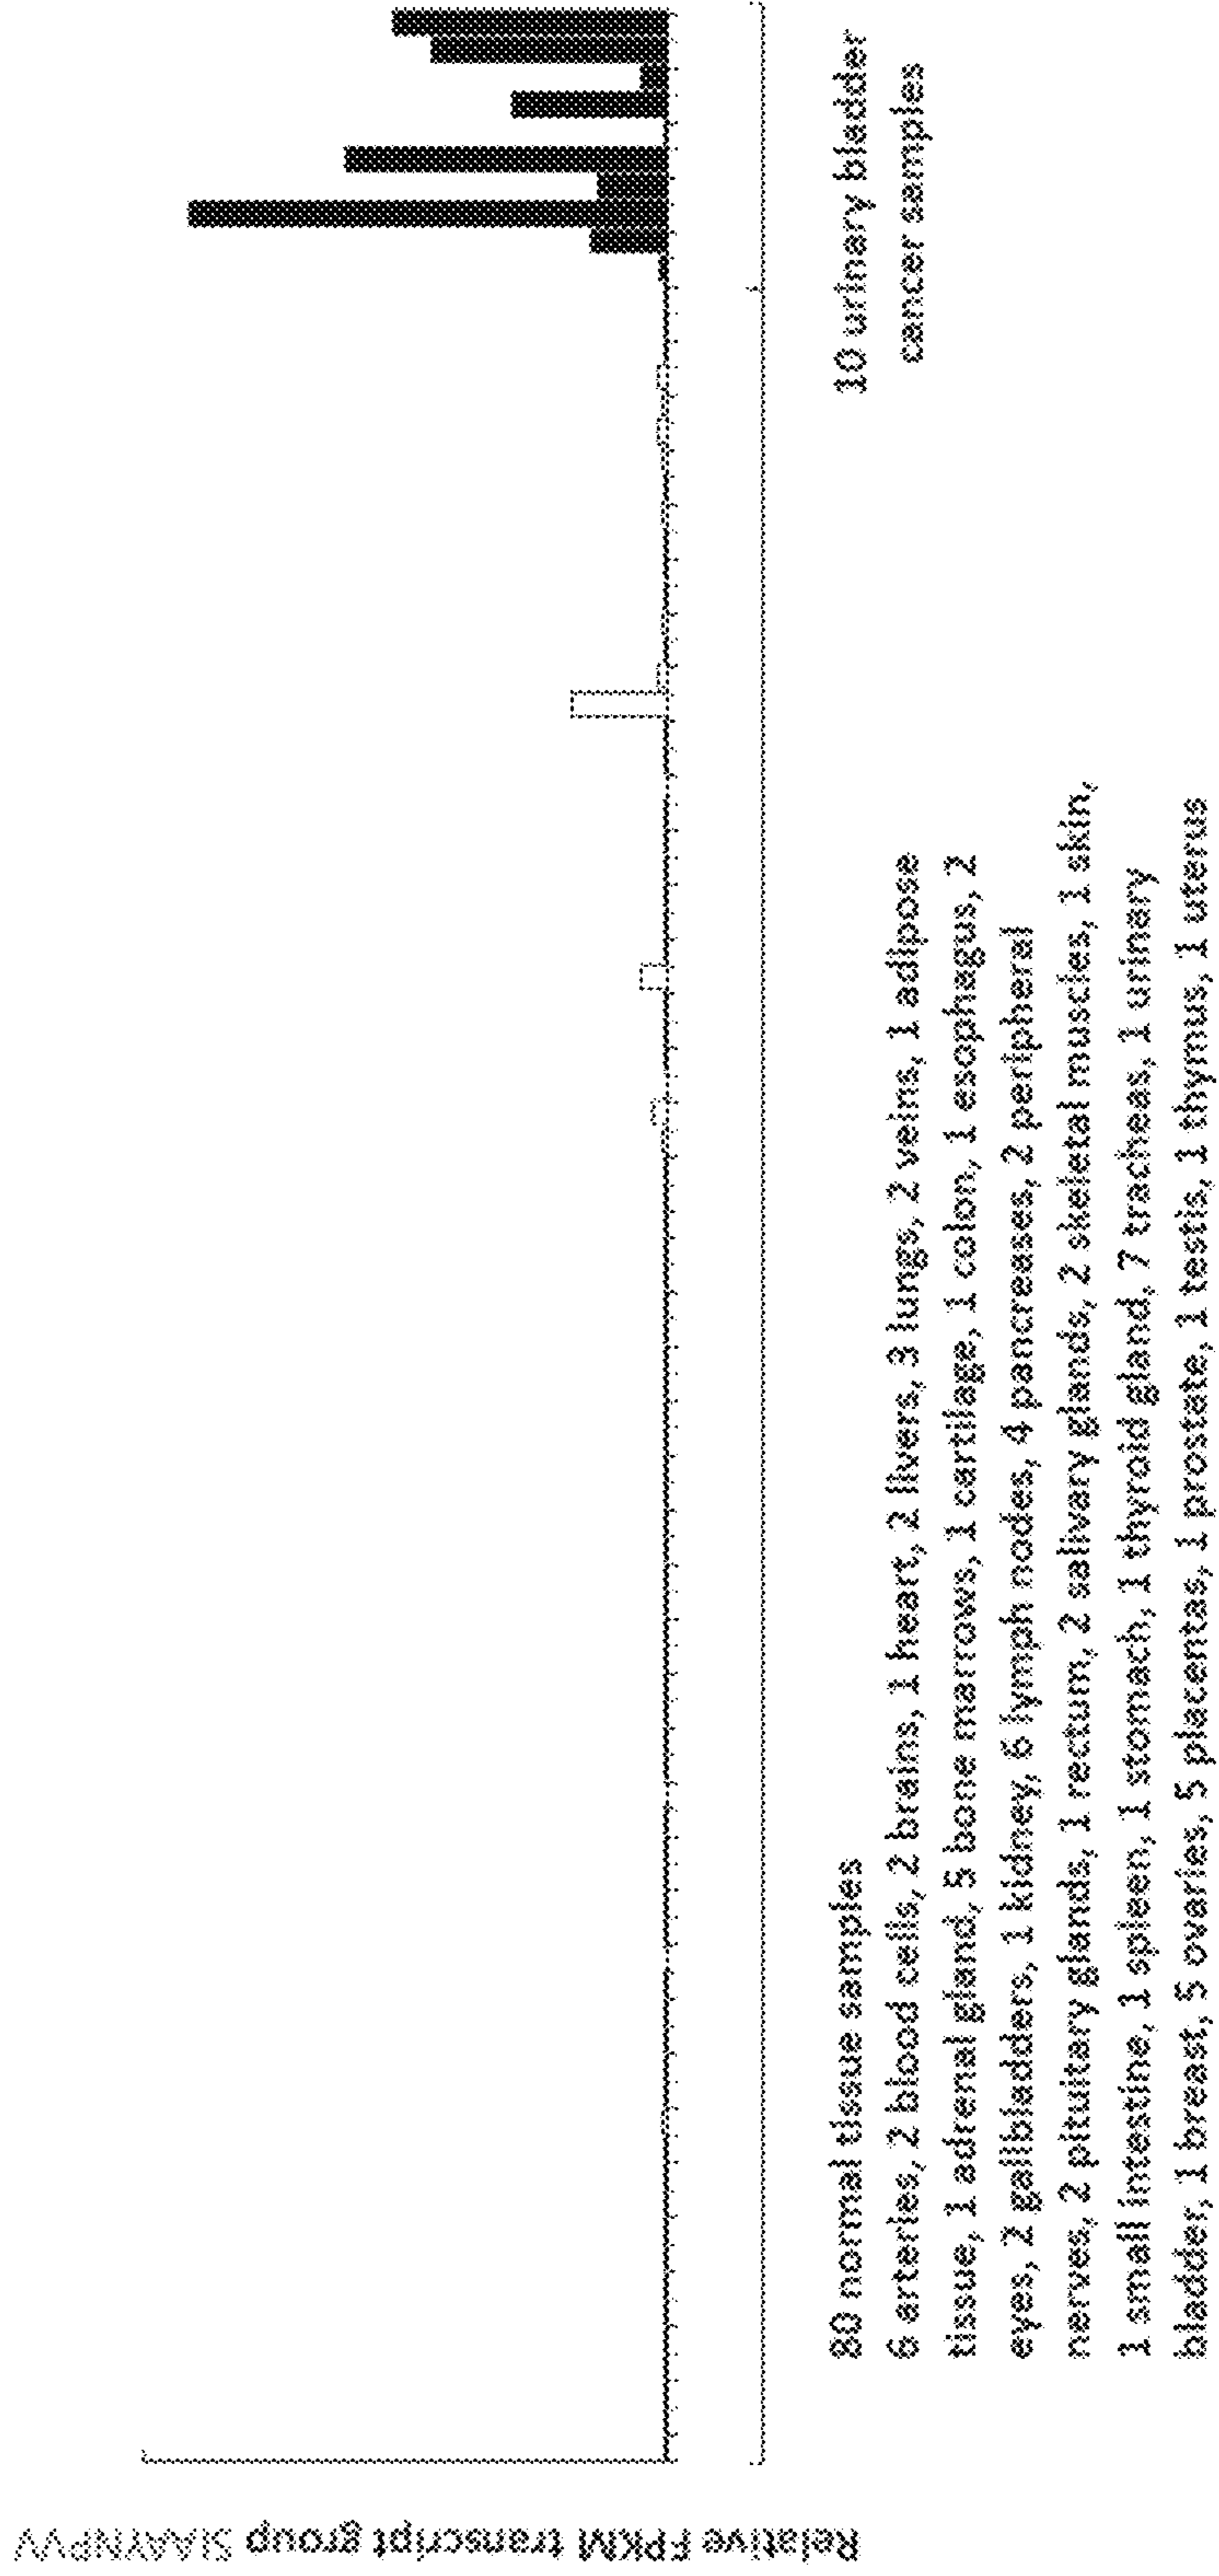 Relative FPKM transcript group SIAAYNPVV
80 normal tissue samples
6 arteries, 2 blood cells, 2 brains, 1 heart, 2 livers, 3 lungs, 2 veins, 1 adipose
tissue, 1 adrenal gland, 5 bone marrows, 1 cartilage, 1 colon, 1 esophagus, 2
eyes, 2 gallbladders, 1 kidney, 6 lymph nodes, 4 pancreases, 2 peripheral
nerves, 2 pituitary glands, 1 rectum, 2 salivary glands, 2 skeletal muscles, 1 skin,
1 small intestine, 1 spleen, 1 stomach, 1 thyroid gland, 7 tracheas, 1 urinary
bladder, 1 breast, 5 ovaries, 5 placentas, 1 prostate, 1 testis, 1 thymus, 1 uterus
10 urinary bladder
cancer samples